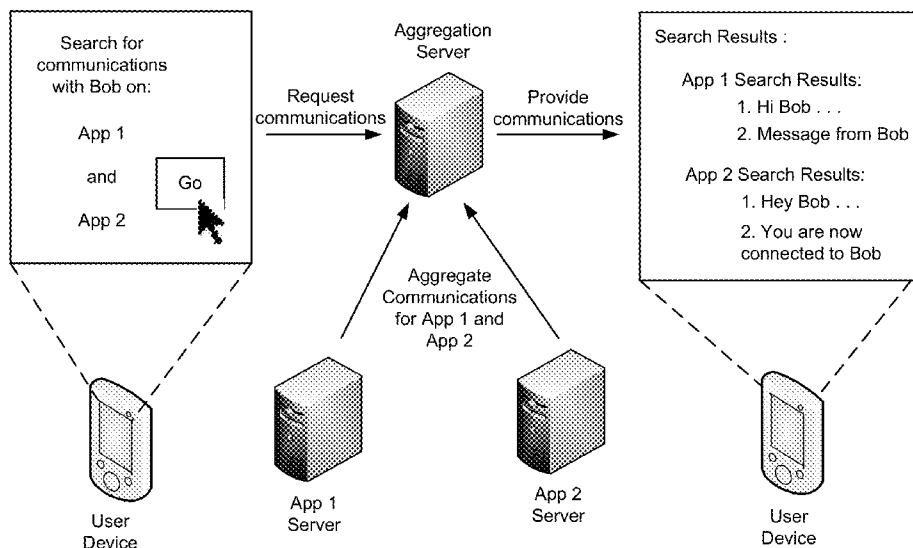 Search for
communications
with Bob on:
App 1
and
App 2
Go
Request
communications
Aggregation
Server
Provide
communications
Search Results :
App 1 Search Results:
1. Hi Bob . . .
2. Message from Bob
App 2 Search Results:
1. Hey Bob . . .
2. You are now
connected to Bob
Aggregate
Communications
for App 1 and
App 2
User
Device
App 1
Server
App 2
Server
User
Device